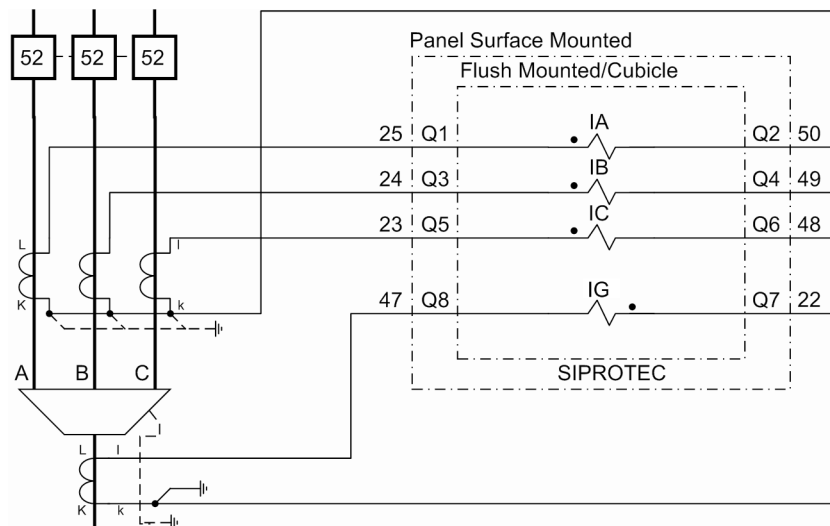 52 52 52
Panel Surface Mounted
Flush Mounted/Cubicle
IA
25 Q1 Q2 50
IB
24 Q3 Q4 49
IC
23 Q5 Q6 48
L l
K k
IG
47 Q8 Q7 22
A B C
SIPROTEC
L l
K k